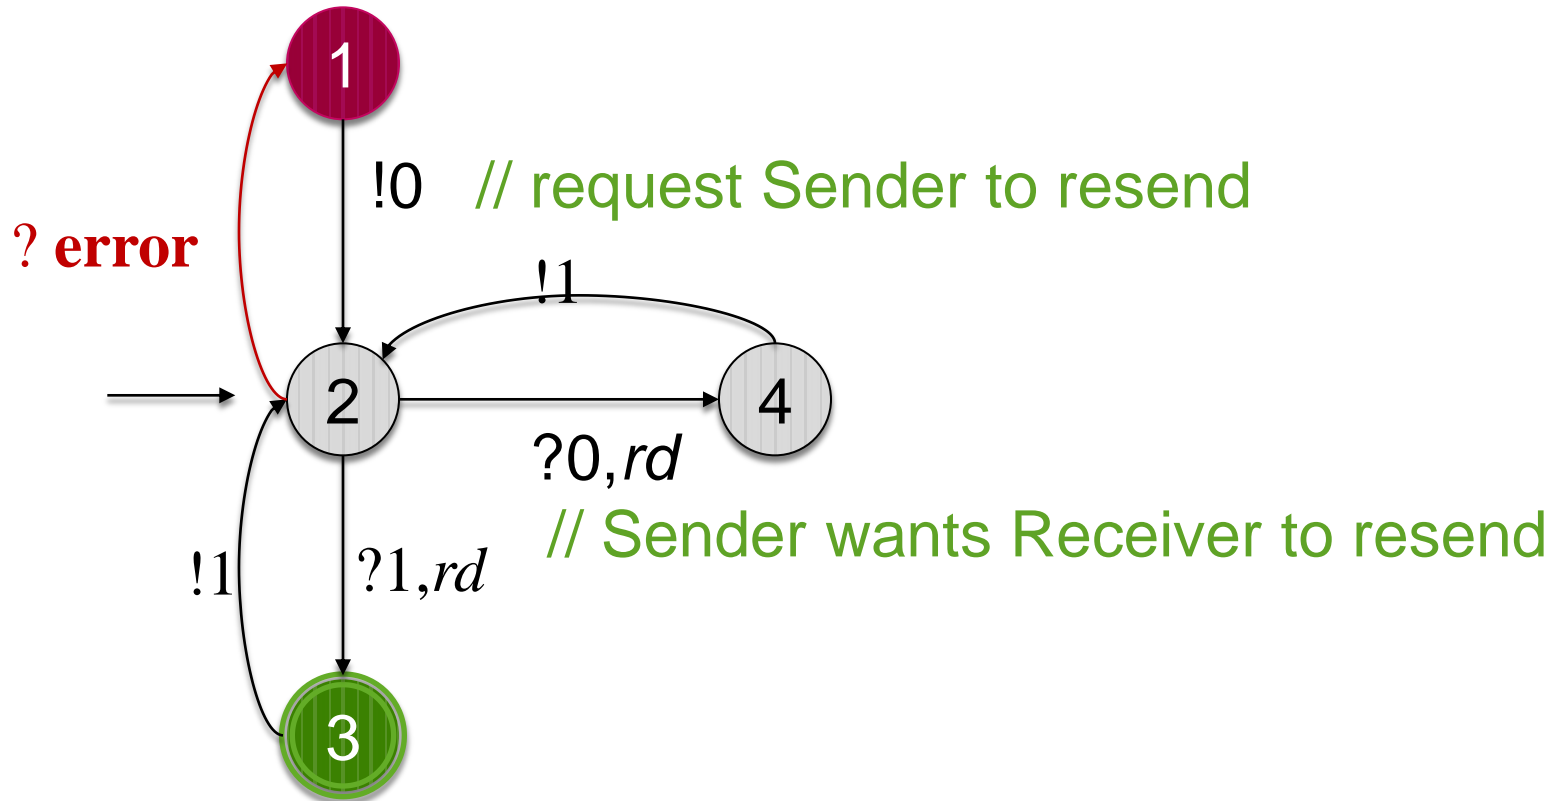 1
!0 // request Sender to resend
? error
!1
2
4
?0,rd
// Sender wants Receiver to resend
!1
?1,rd
3